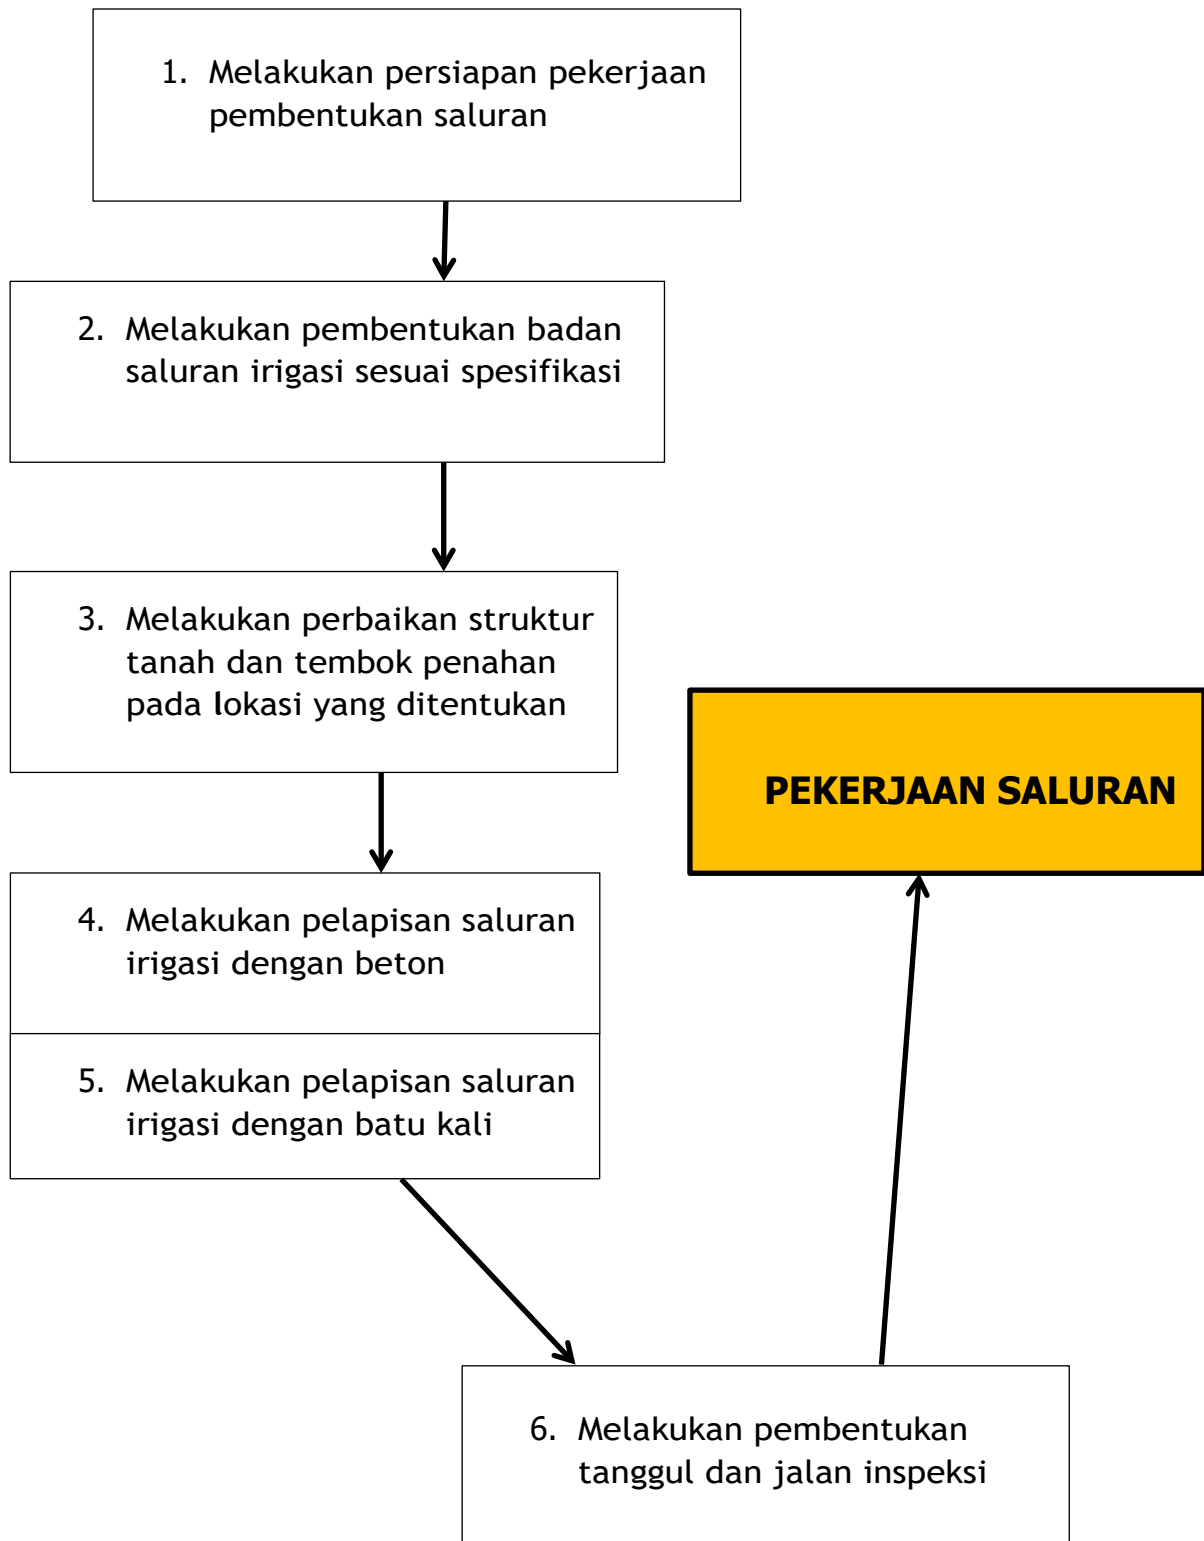 1. Melakukan persiapan pekerjaan
pembentukan saluran
2. Melakukan pembentukan badan
saluran irigasi sesuai spesifikasi
3. Melakukan perbaikan struktur
tanah dan tembok penahan
pada lokasi yang ditentukan
PEKERJAAN SALURAN
4. Melakukan pelapisan saluran
irigasi dengan beton
5. Melakukan pelapisan saluran
irigasi dengan batu kali
6. Melakukan pembentukan
tanggul dan jalan inspeksi